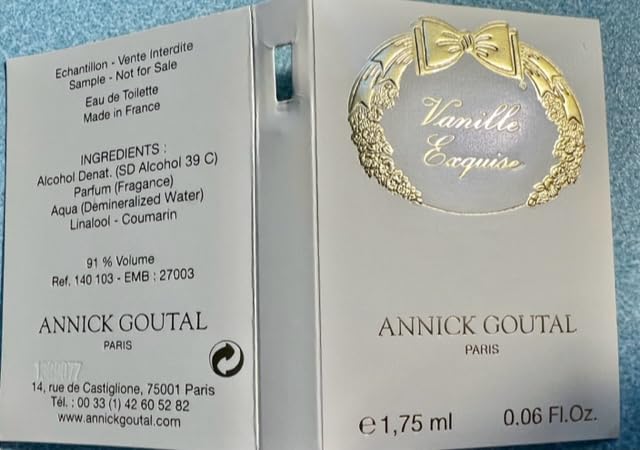 Echantillon - Vente Interdite
Sample - Not for Sale
Eau de Toilette
Made in France
INGREDIENTS :
Alcohol Denat. (SD Alcohol 39 C)
Parfum (Fragance)
Aqua (Demineralized Water)
Linalool - Coumarin
91 % Volume
Ref. 140 103 - EMB : 27003
ANNICK GOUTAL
PARIS
14, rue de Castiglione, 75001 Paris
Tél. : 00 33 (1) 42 60 52 82
www.annickgoutal.com
Vanille
Exquise
ANNICK GOUTAL
PARIS
e 1,75 ml 0.06 Fl.Oz.